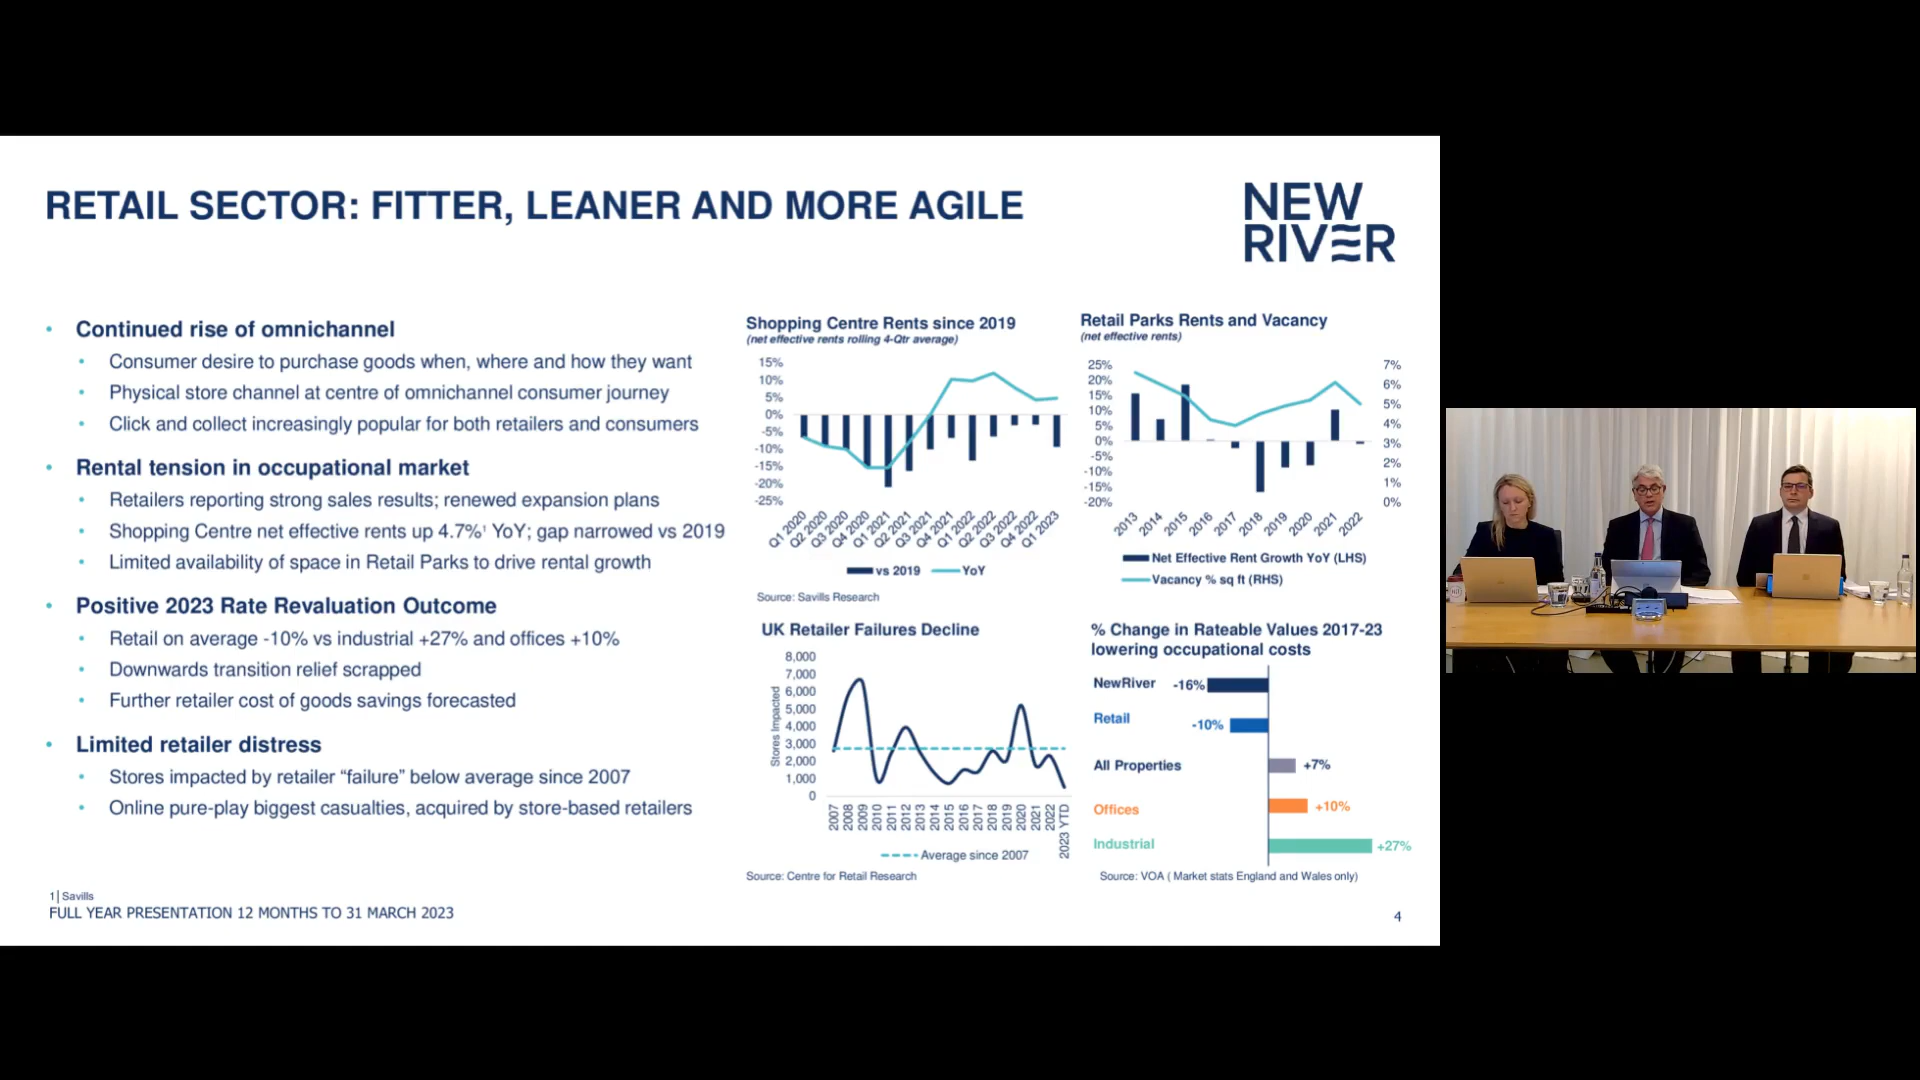 RETAIL SECTOR: FITTER, LEANER AND MORE AGILE
NEW
RIVER
• Continued rise of omnichannel
• Consumer desire to purchase goods when, where and how they want
• Physical store channel at centre of omnichannel consumer journey
• Click and collect increasingly popular for both retailers and consumers
• Rental tension in occupational market
• Retailers reporting strong sales results; renewed expansion plans
• Shopping Centre net effective rents up 4.7%¹ YoY; gap narrowed vs 2019
• Limited availability of space in Retail Parks to drive rental growth
• Positive 2023 Rate Revaluation Outcome
• Retail on average -10% vs industrial +27% and offices +10%
• Downwards transition relief scrapped
• Further retailer cost of goods savings forecasted
• Limited retailer distress
• Stores impacted by retailer “failure” below average since 2007
• Online pure-play biggest casualties, acquired by store-based retailers
Shopping Centre Rents since 2019
(net effective rents rolling 4-Qtr average)
15%
10%
5%
0%
-5%
-10%
-15%
-20%
-25%
Q1 2020
Q2 2020
Q3 2020
Q4 2020
Q1 2021
Q2 2021
Q3 2021
Q4 2021
Q1 2022
Q2 2022
Q3 2022
Q4 2022
Q1 2023
vs 2019 YoY
Source: Savills Research
Retail Parks Rents and Vacancy
(net effective rents)
25%
20%
15%
10%
5%
0%
-5%
-10%
-15%
-20%
7%
6%
5%
4%
3%
2%
1%
0%
2013
2014
2015
2016
2017
2018
2019
2020
2021
2022
Net Effective Rent Growth YoY (LHS)
Vacancy % sq ft (RHS)
UK Retailer Failures Decline
Stores Impacted
8,000
7,000
6,000
5,000
4,000
3,000
2,000
1,000
0
2007
2008
2009
2010
2011
2012
2013
2014
2015
2016
2017
2018
2019
2020
2021
2022
2023 YTD
Average since 2007
Source: Centre for Retail Research
% Change in Rateable Values 2017-23
lowering occupational costs
NewRiver -16%
Retail -10%
All Properties +7%
Offices +10%
Industrial +27%
Source: VOA ( Market stats England and Wales only)
1| Savills
FULL YEAR PRESENTATION 12 MONTHS TO 31 MARCH 2023
4